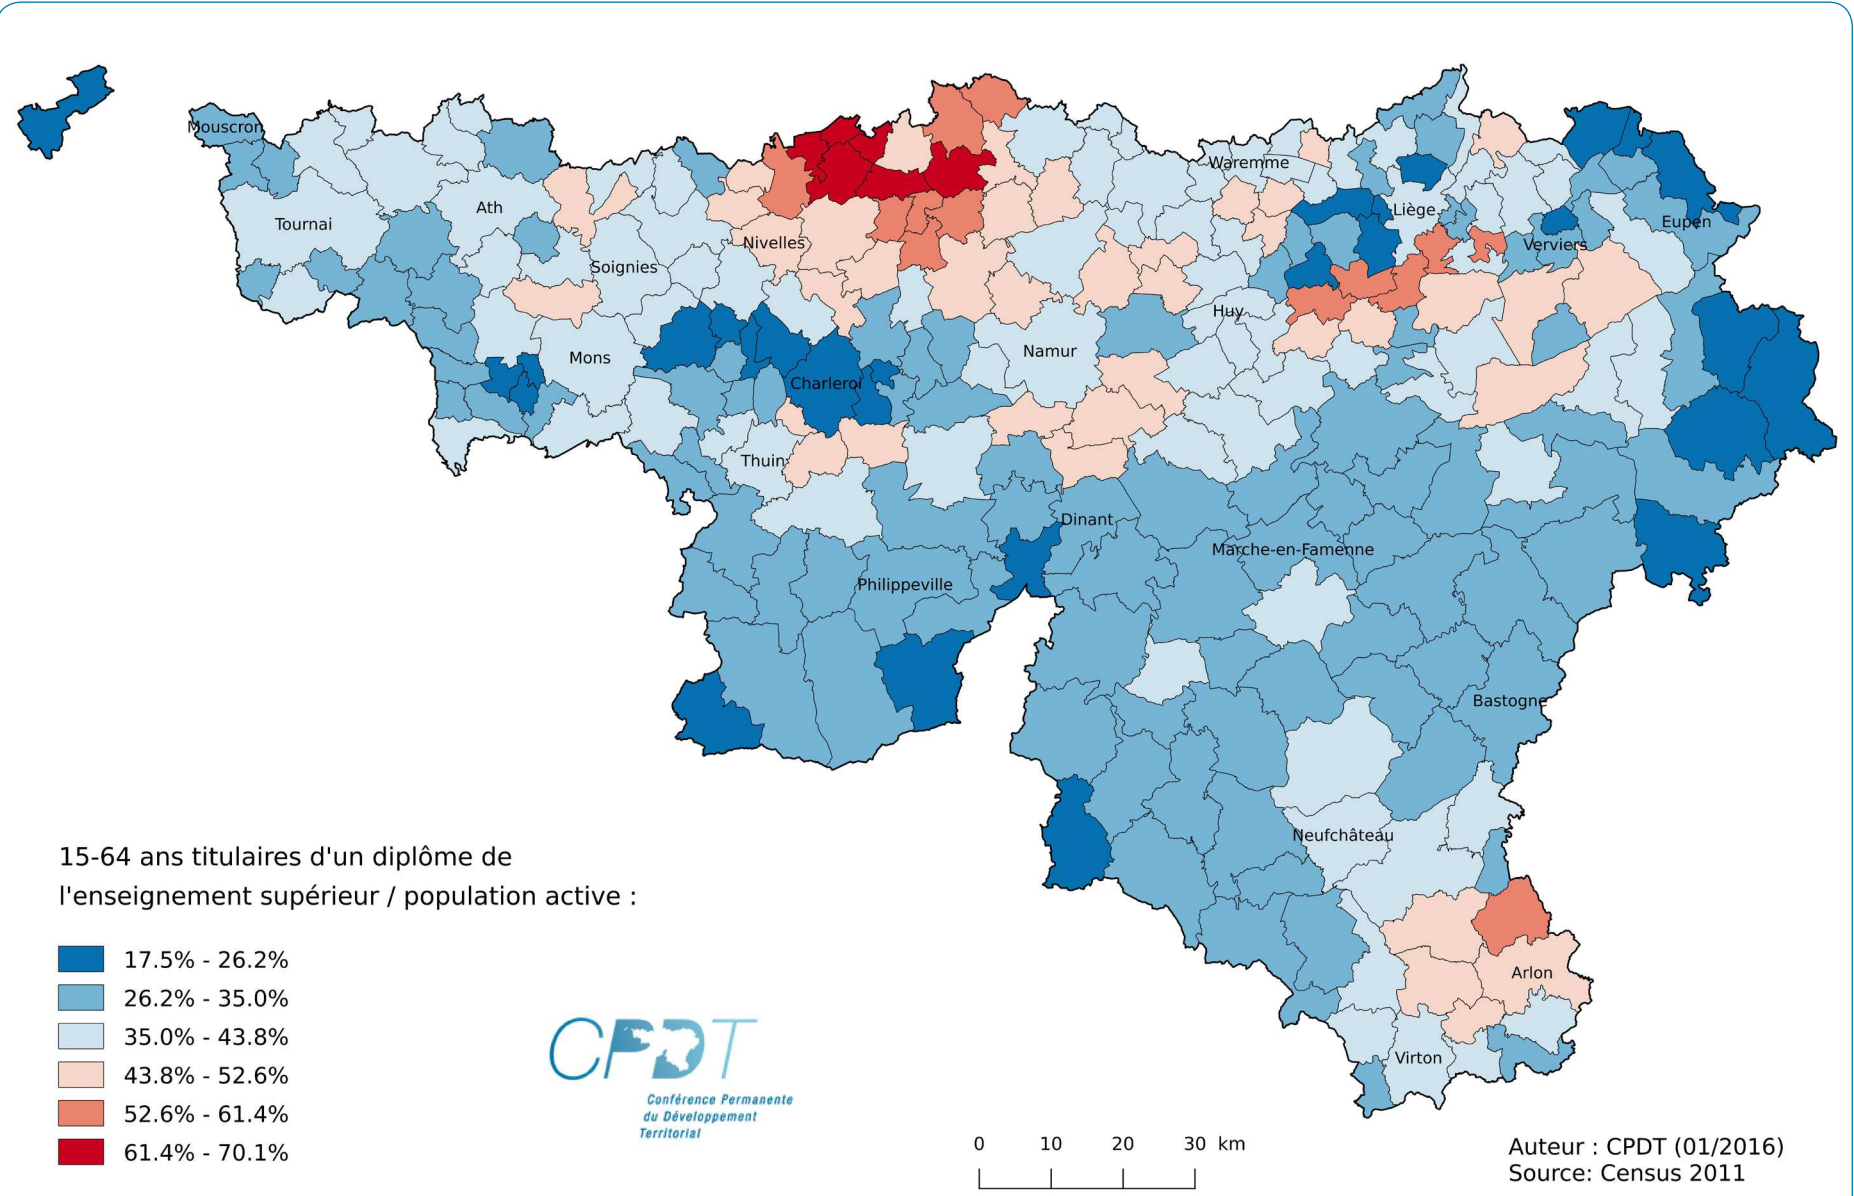 Mouscron
Waremme
Ath
Liège
Tournai
Eupen
Nivelles
Verviers
Soignies
Huy
Namur
Mons
Charleroi
Thuin
Dinant
Marche-en-Famenne
Philippeville
Bastogne
Neufchâteau
Arlon
Virton
15-64 ans titulaires d'un diplôme de
l'enseignement supérieur / population active :
17.5% - 26.2%
26.2% - 35.0%
35.0% - 43.8%
43.8% - 52.6%
52.6% - 61.4%
61.4% - 70.1%
CPDT
Conférence Permanente
du Développement
Territorial
0 10 20 30 km
Auteur : CPDT (01/2016)
Source: Census 2011